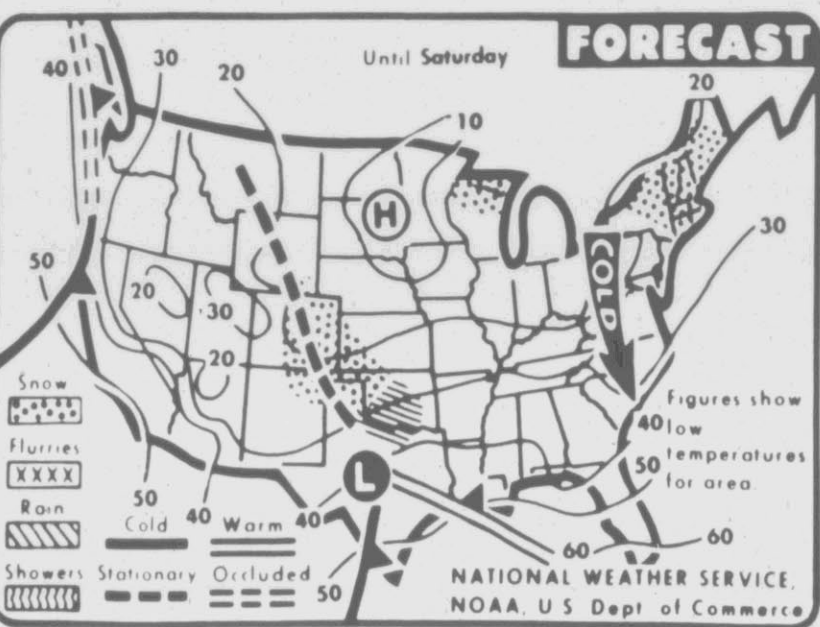 FORECAST
Until Saturday
40
30
20
10
20
H
COLD
30
50
20
30
20
Snow
Flurries
XXXX
Rain
Showers
50
40
Cold
Warm
Stationary
Occluded
L
40
50
Figures show
40 low
temperatures
50 for area
60
60
NATIONAL WEATHER SERVICE,
NOAA, U S Dept of Commerce